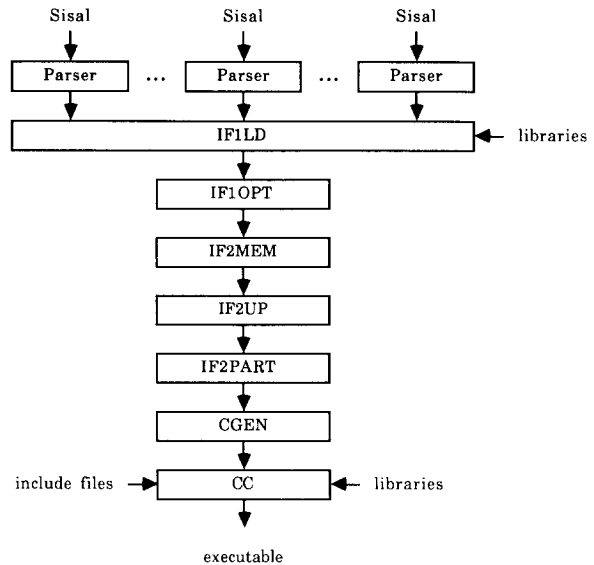 Sisal Sisal Sisal
Parser ... Parser ... Parser
IF1LD libraries
IF1OPT
IF2MEM
IF2UP
IF2PART
CGEN
include files CC libraries
executable